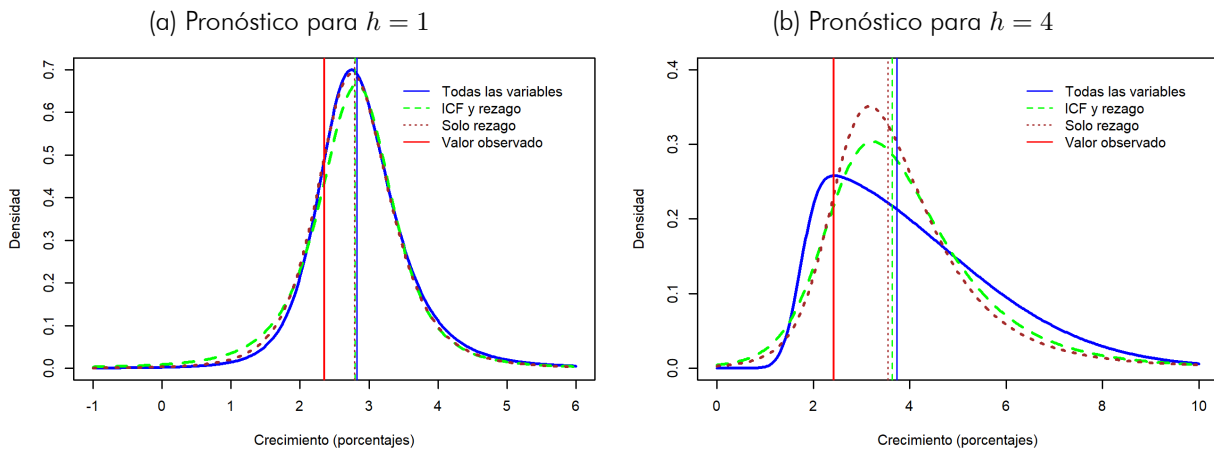 (a) Pronóstico para h = 1
0.7
0.6
0.5
0.4
0.3
0.2
0.1
0.0
Densidad
Todas las variables
ICF y rezago
Solo rezago
Valor observado
-1 0 1 2 3 4 5 6
Crecimiento (porcentajes)
(b) Pronóstico para h = 4
0.4
0.3
0.2
0.1
0.0
Densidad
Todas las variables
ICF y rezago
Solo rezago
Valor observado
0 2 4 6 8 10
Crecimiento (porcentajes)